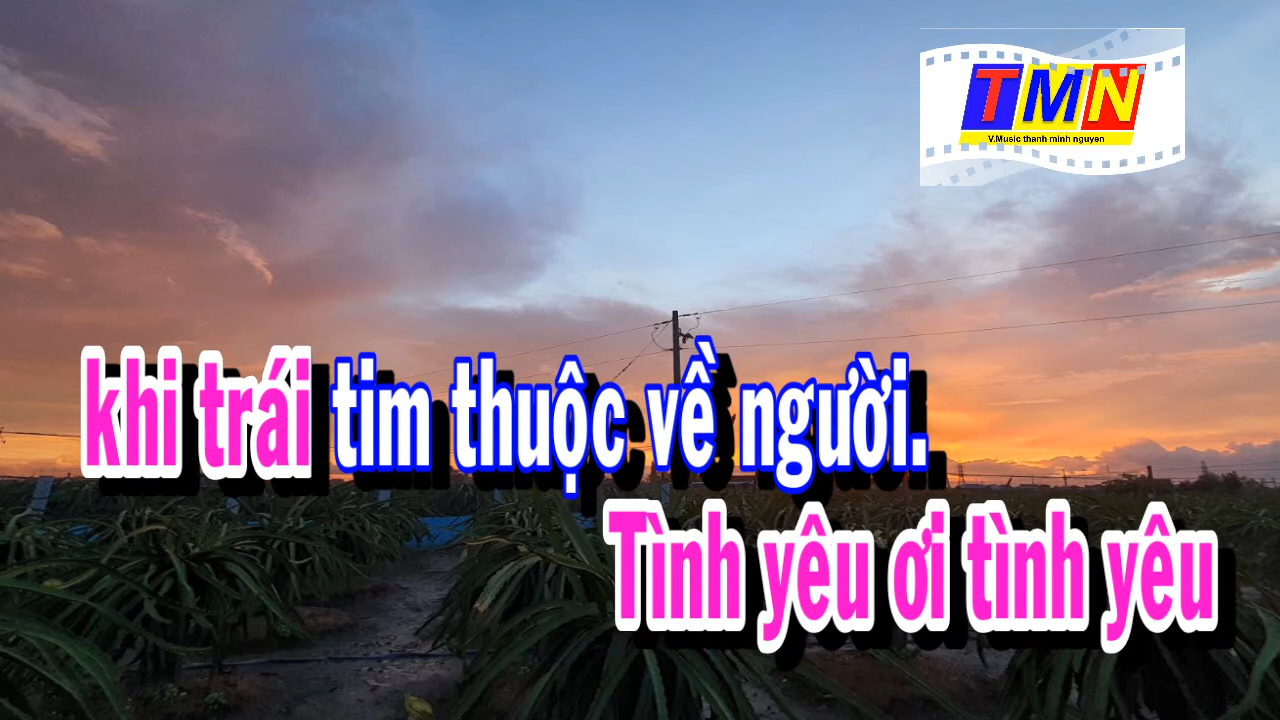 TMN
V.Music thanh minh nguyen
khi trái tim thuộc về người.
Tình yêu ơi tình yêu